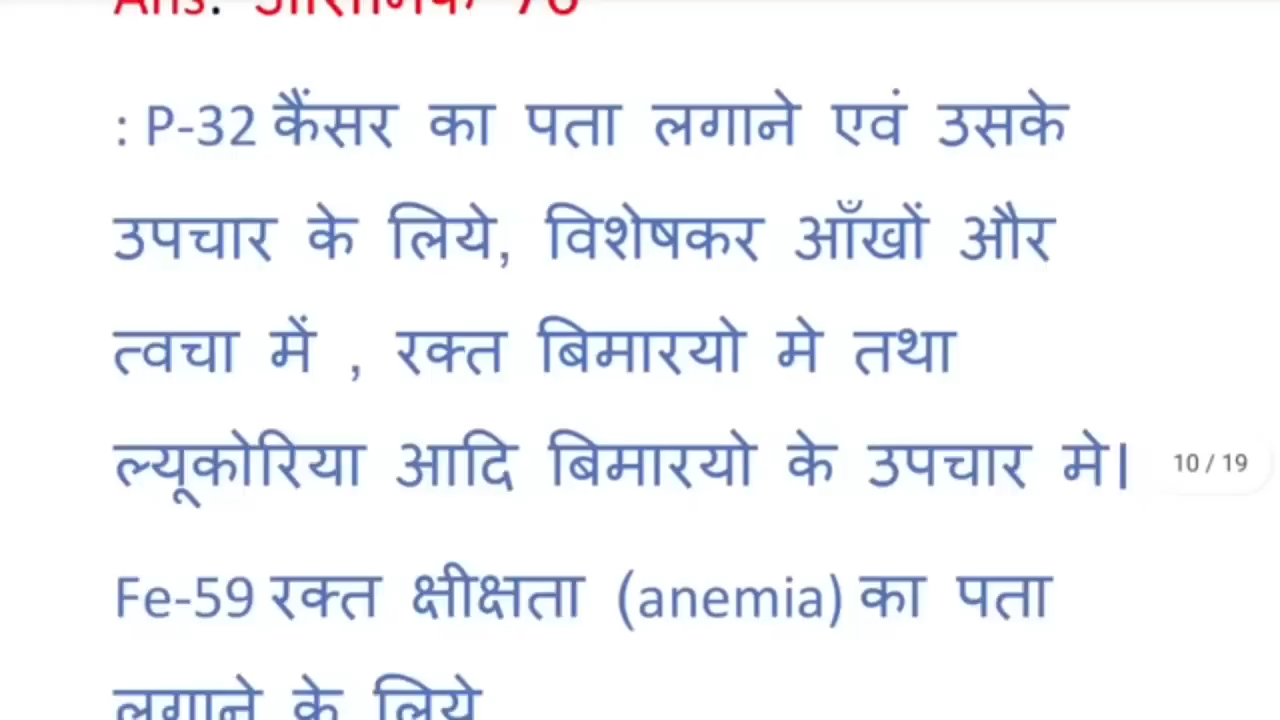 : P-32 कैंसर का पता लगाने एवं उसके
उपचार के लिये, विशेषकर आँखों और
त्वचा में , रक्त बिमारयो मे तथा
ल्यूकोरिया आदि बिमारयो के उपचार मे।
10 / 19
Fe-59 रक्त क्षीक्षता (anemia) का पता
लगाने के लिये